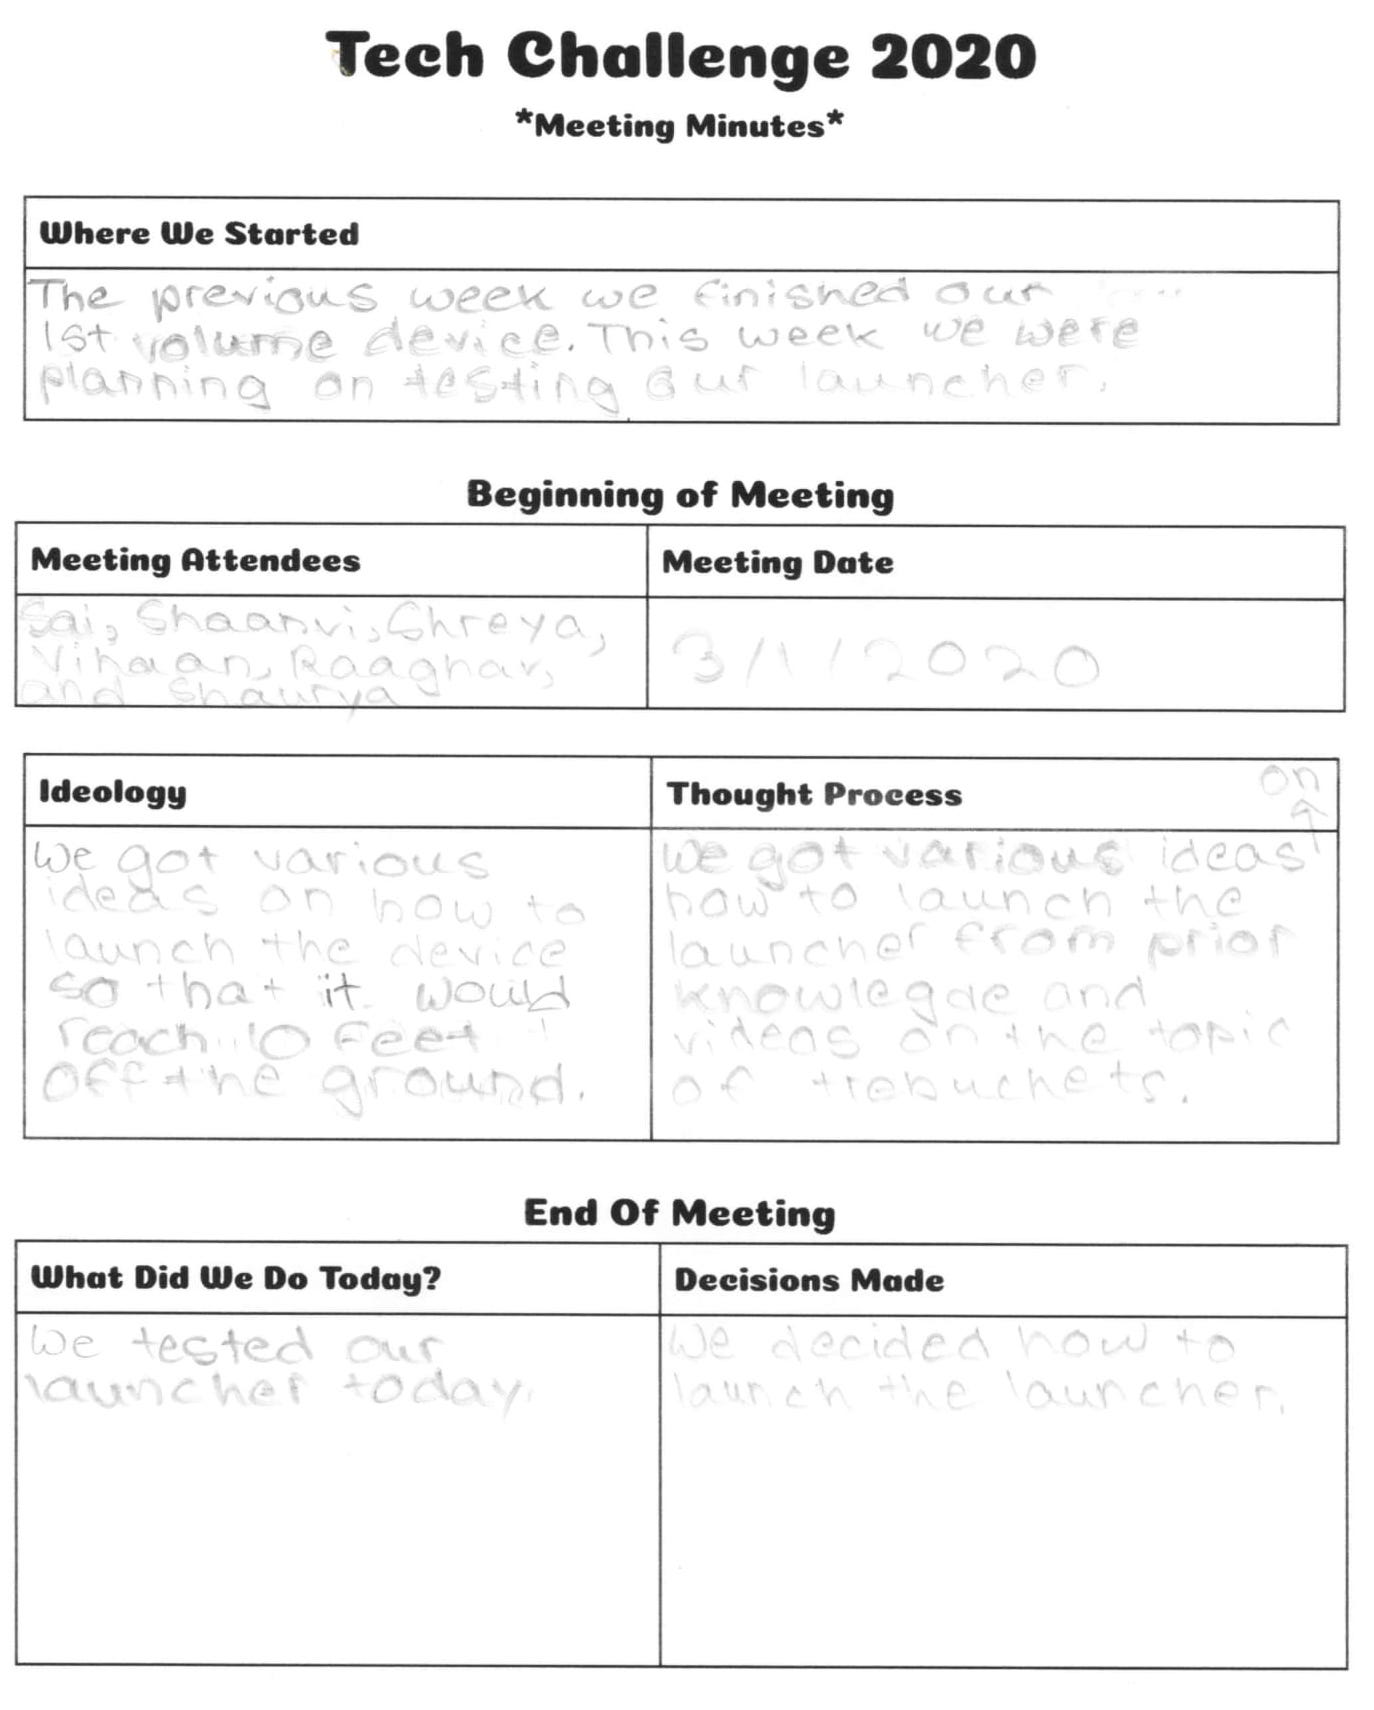 Tech Challenge 2020
*Meeting Minutes*
Where We Started
The previous week we finished our
1st volume device. This week we were
planning on testing our launcher.
Beginning of Meeting
Meeting Attendees
Meeting Date
Sai, Shaanvi, Shreya,
Vihaan, Raaghav,
and Shaurya
3/1/2020
Ideology
Thought Process
on
We got various
ideas on how to
launch the device
so that it would
reach 10 feet
off the ground.
We got various ideas
how to launch the
launcher from prior
knowlegde and
videos on the topic
of trebuchets.
End Of Meeting
What Did We Do Today?
Decisions Made
We tested our
launcher today.
We decided how to
launch the launcher.